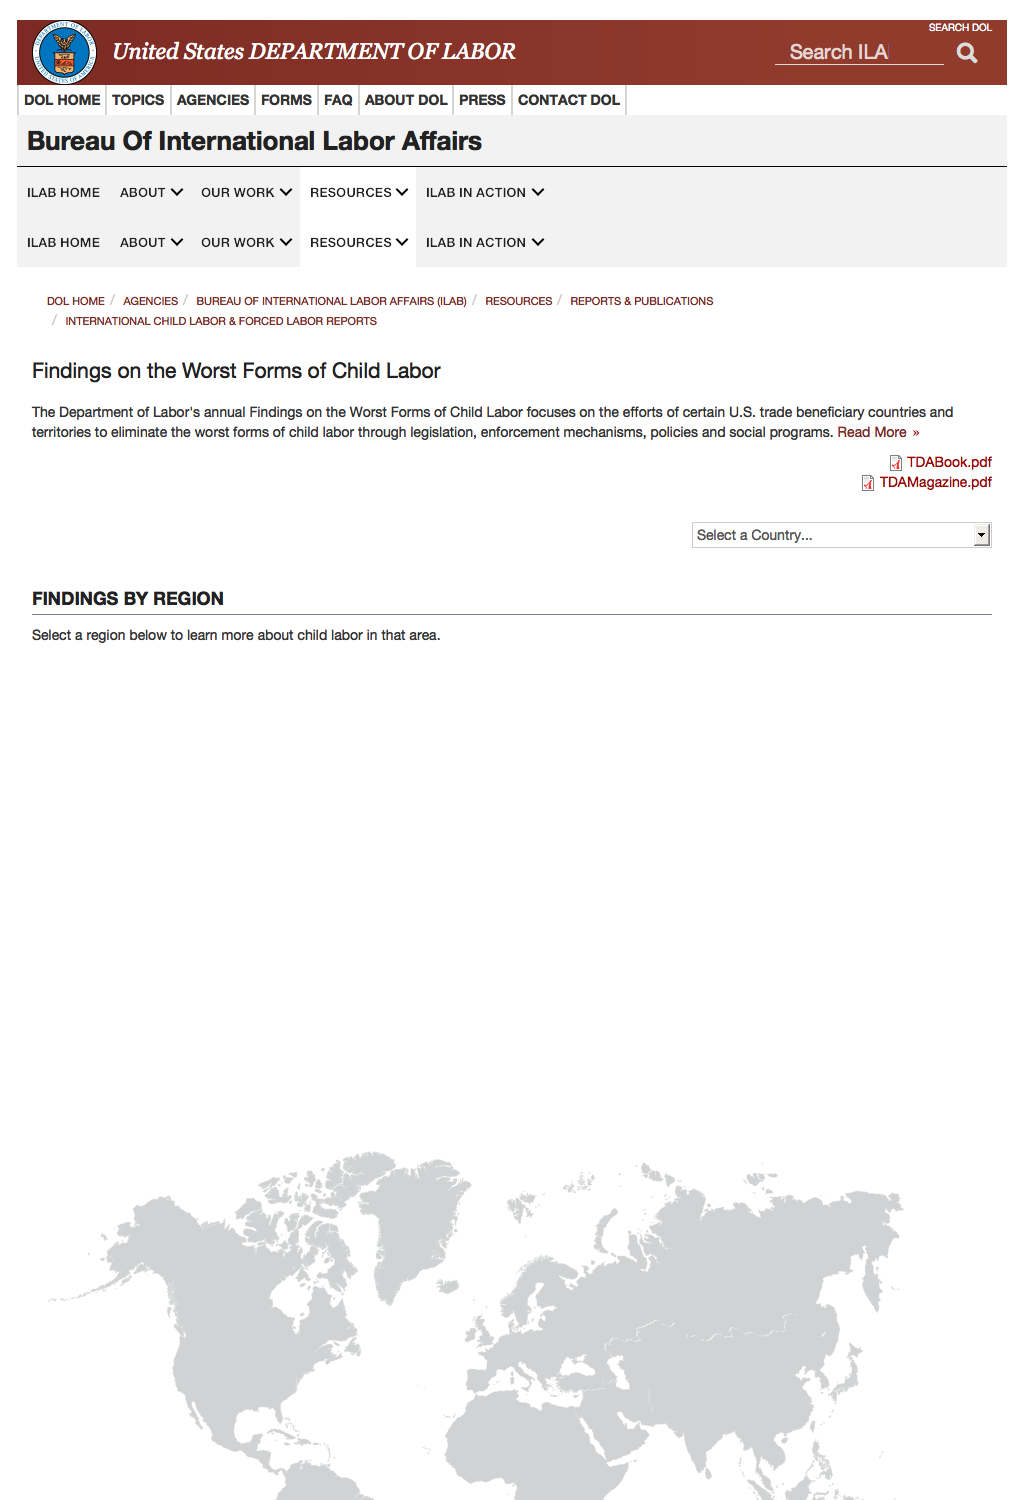 SEARCH DOL
United States DEPARTMENT OF LABOR
Search ILA
DOL HOME TOPICS AGENCIES FORMS FAQ ABOUT DOL PRESS CONTACT DOL
Bureau Of International Labor Affairs
ILAB HOME ABOUT OUR WORK RESOURCES ILAB IN ACTION
ILAB HOME ABOUT OUR WORK RESOURCES ILAB IN ACTION
DOL HOME / AGENCIES / BUREAU OF INTERNATIONAL LABOR AFFAIRS (ILAB) / RESOURCES / REPORTS & PUBLICATIONS
/ INTERNATIONAL CHILD LABOR & FORCED LABOR REPORTS
Findings on the Worst Forms of Child Labor
The Department of Labor's annual Findings on the Worst Forms of Child Labor focuses on the efforts of certain U.S. trade beneficiary countries and
territories to eliminate the worst forms of child labor through legislation, enforcement mechanisms, policies and social programs. Read More »
TDABook.pdf
TDAMagazine.pdf
Select a Country...
FINDINGS BY REGION
Select a region below to learn more about child labor in that area.